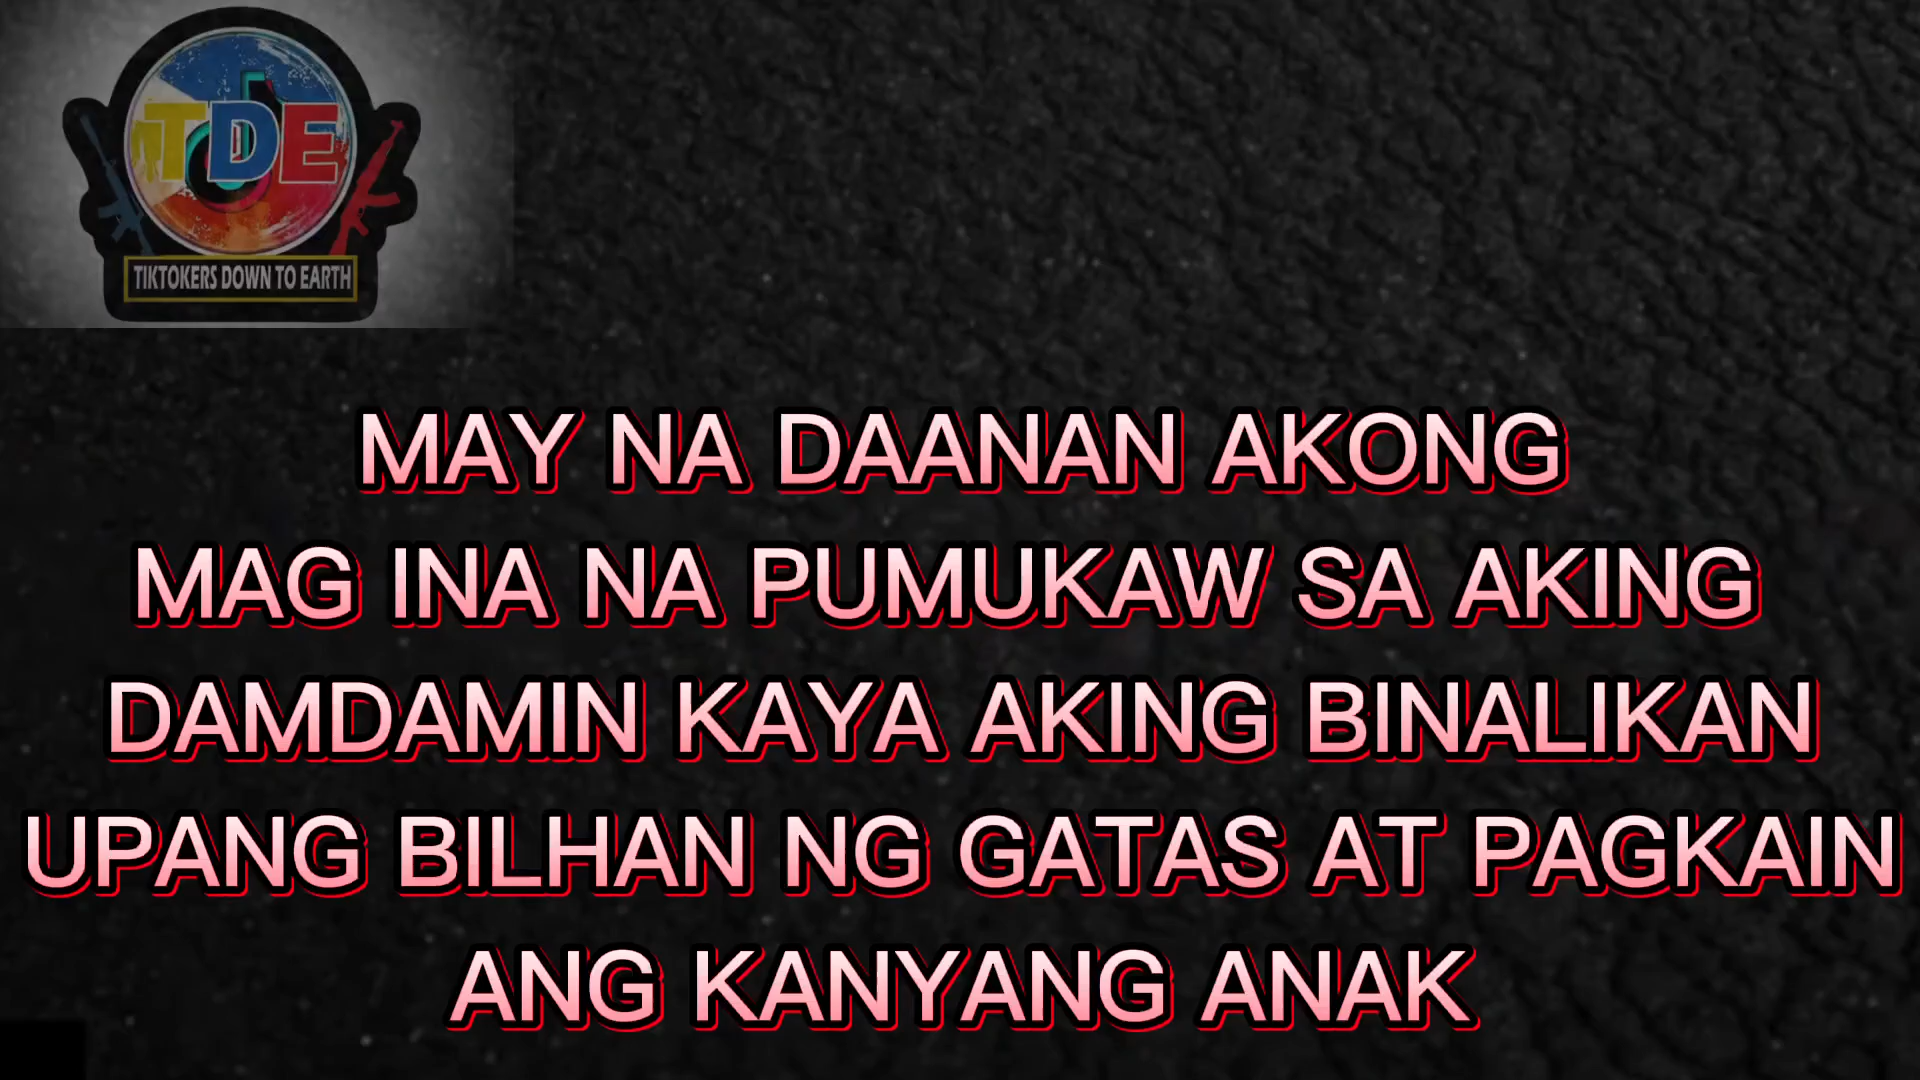 TDE
TIKTOKERS DOWN TO EARTH
MAY NA DAANAN AKONG
MAG INA NA PUMUKAW SA AKING
DAMDAMIN KAYA AKING BINALIKAN
UPANG BILHAN NG GATAS AT PAGKAIN
ANG KANYANG ANAK